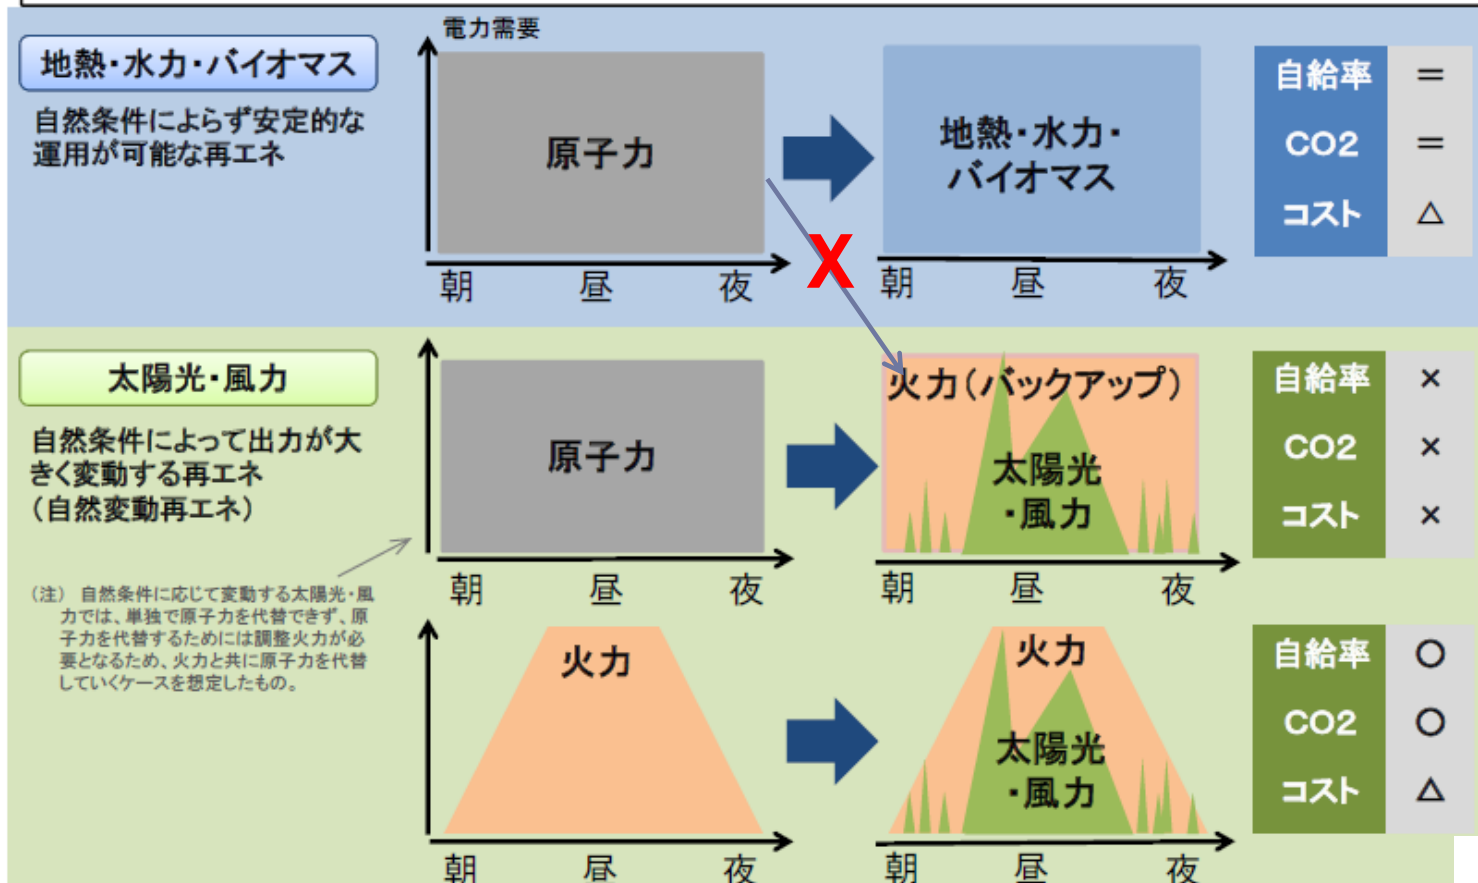 電力需要
地熱・水力・バイオマス
自然条件によらず安定的な
運用が可能な再エネ
原子力
地熱・水力・
バイオマス
自給率 =
CO2 =
コスト △
朝 昼 夜
X
朝 昼 夜
太陽光・風力
自然条件によって出力が大
きく変動する再エネ
(自然変動再エネ)
(注) 自然条件に応じて変動する太陽光・風
力では、単独で原子力を代替できず、原
子力を代替するためには調整火力が必
要となるため、火力と共に原子力を代替
していくケースを想定したもの。
原子力
火力(バックアップ)
太陽光
・風力
自給率 ×
CO2 ×
コスト ×
朝 昼 夜
朝 昼 夜
火力
火力
太陽光
・風力
自給率 ○
CO2 ○
コスト △
朝 昼 夜
朝 昼 夜